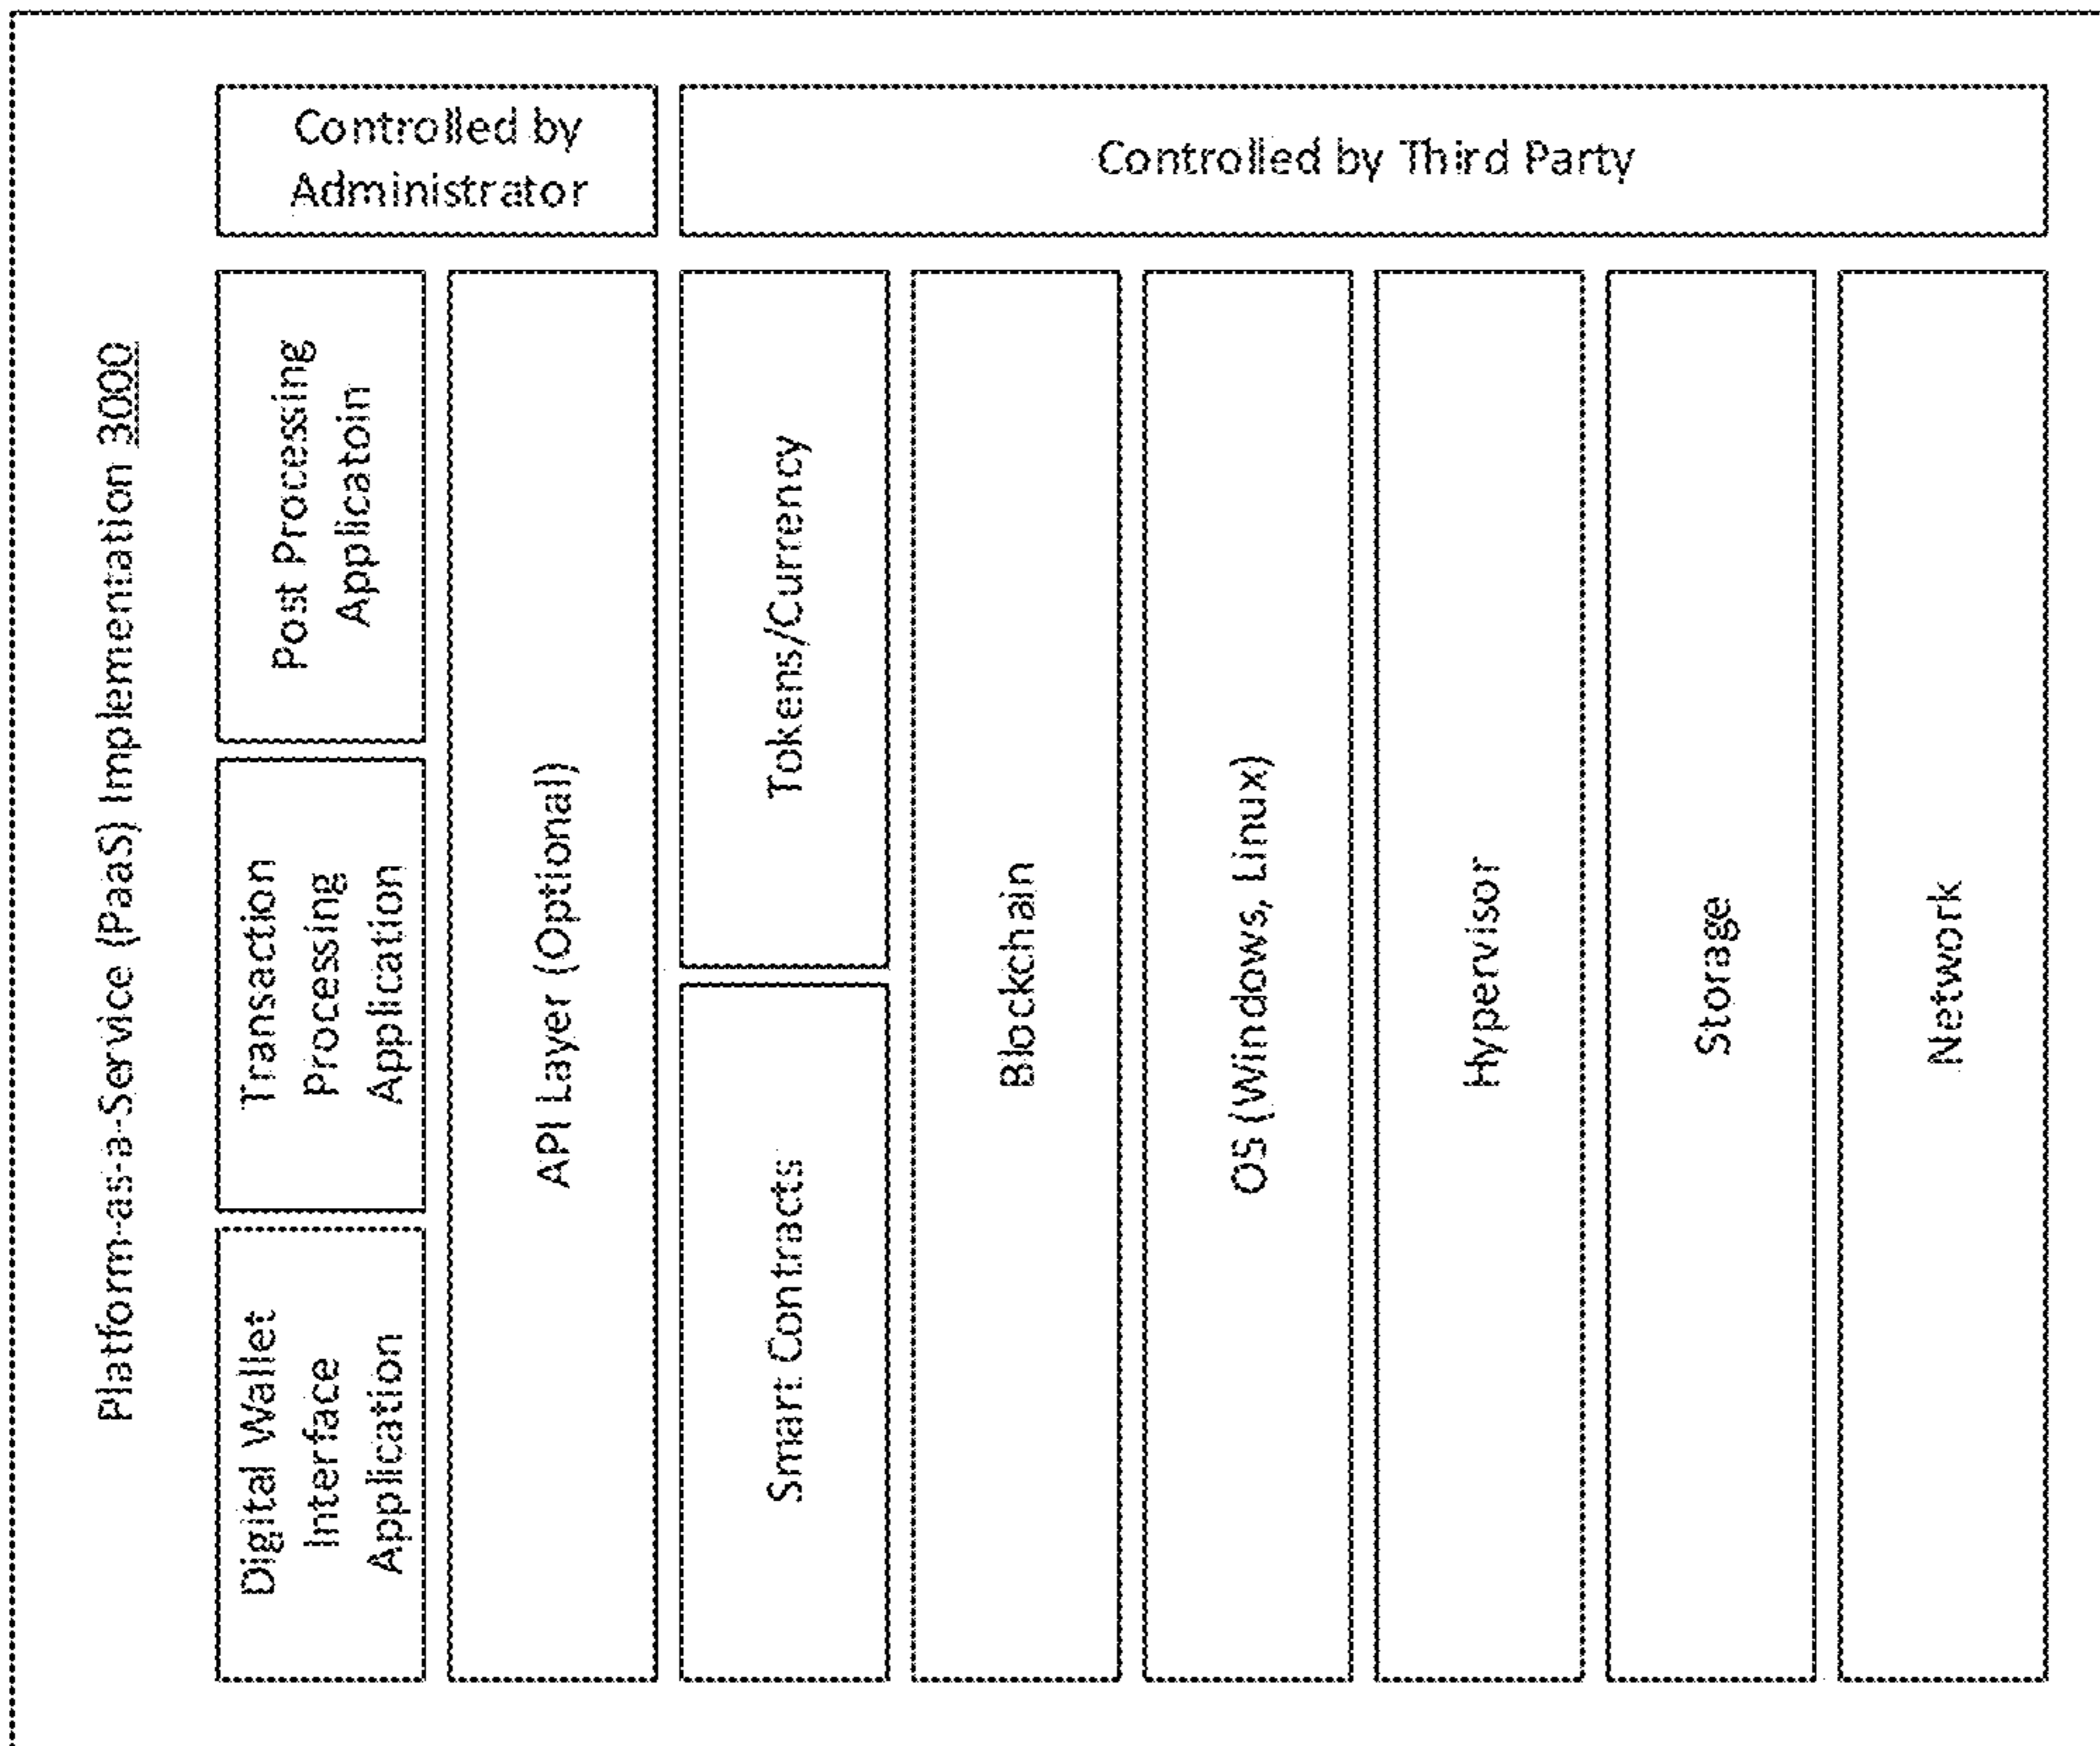 Platform-as-a-Service (PaaS) Implementation 3000
Controlled by
Administrator
Controlled by Third Party
Digital Wallet
Interface
Application
Transaction
Processing
Application
Post Processing
Applicatoin
API Layer (Optional)
Smart Contracts
Tokens/Currency
Blockchain
OS (Windows, Linux)
Hypervisor
Storage
Network